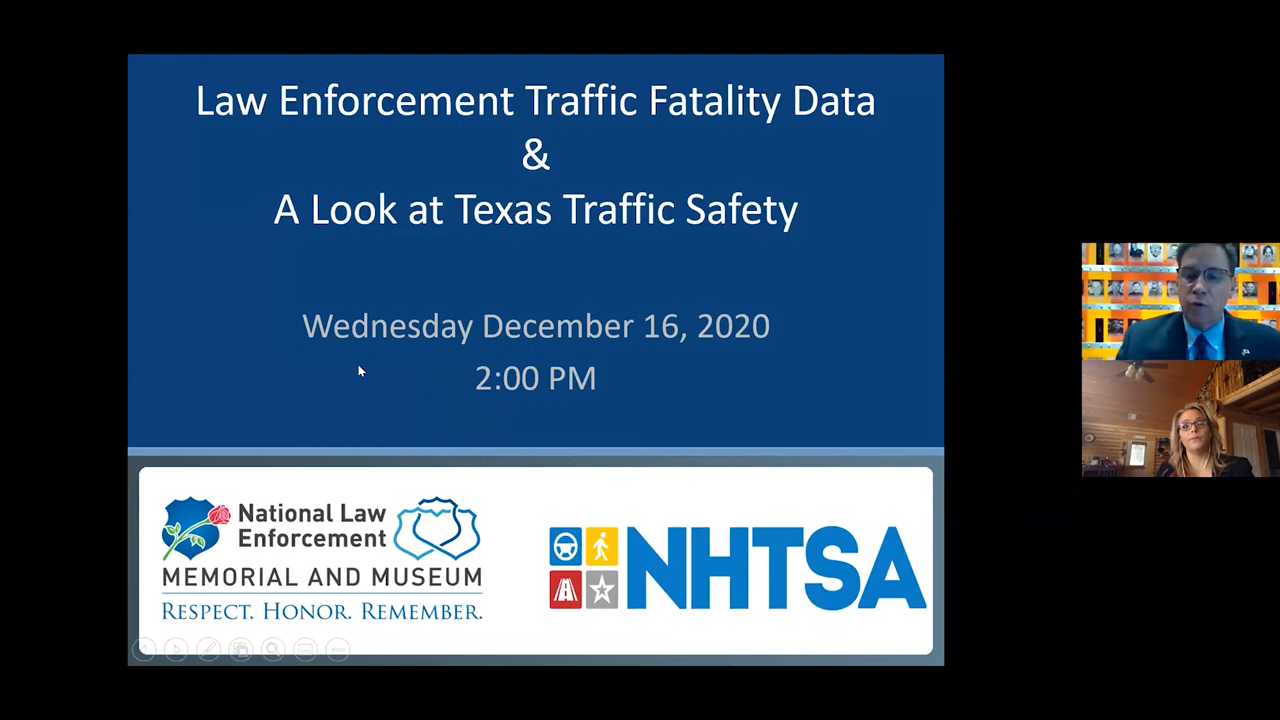 Law Enforcement Traffic Fatality Data
&
A Look at Texas Traffic Safety
Wednesday December 16, 2020
2:00 PM
National Law
Enforcement
MEMORIAL AND MUSEUM
RESPECT. HONOR. REMEMBER.
NHTSA